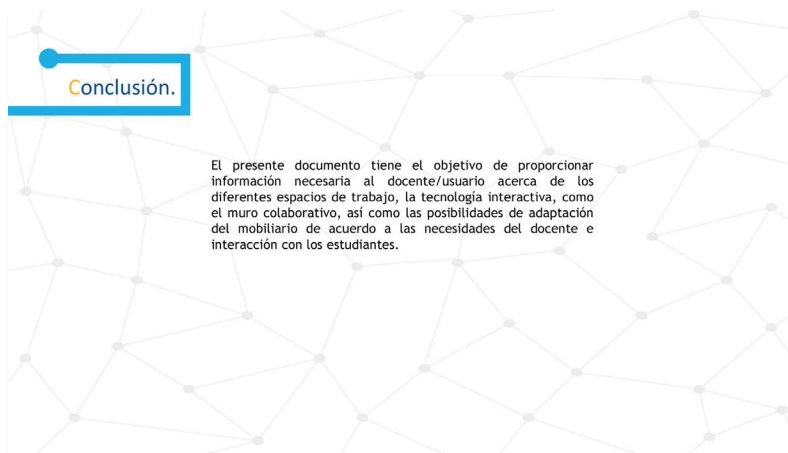 Conclusión.
El presente documento tiene el objetivo de proporcionar
información necesaria al docente/usuario acerca de los
diferentes espacios de trabajo, la tecnología interactiva, como
el muro colaborativo, así como las posibilidades de adaptación
del mobiliario de acuerdo a las necesidades del docente e
interacción con los estudiantes.